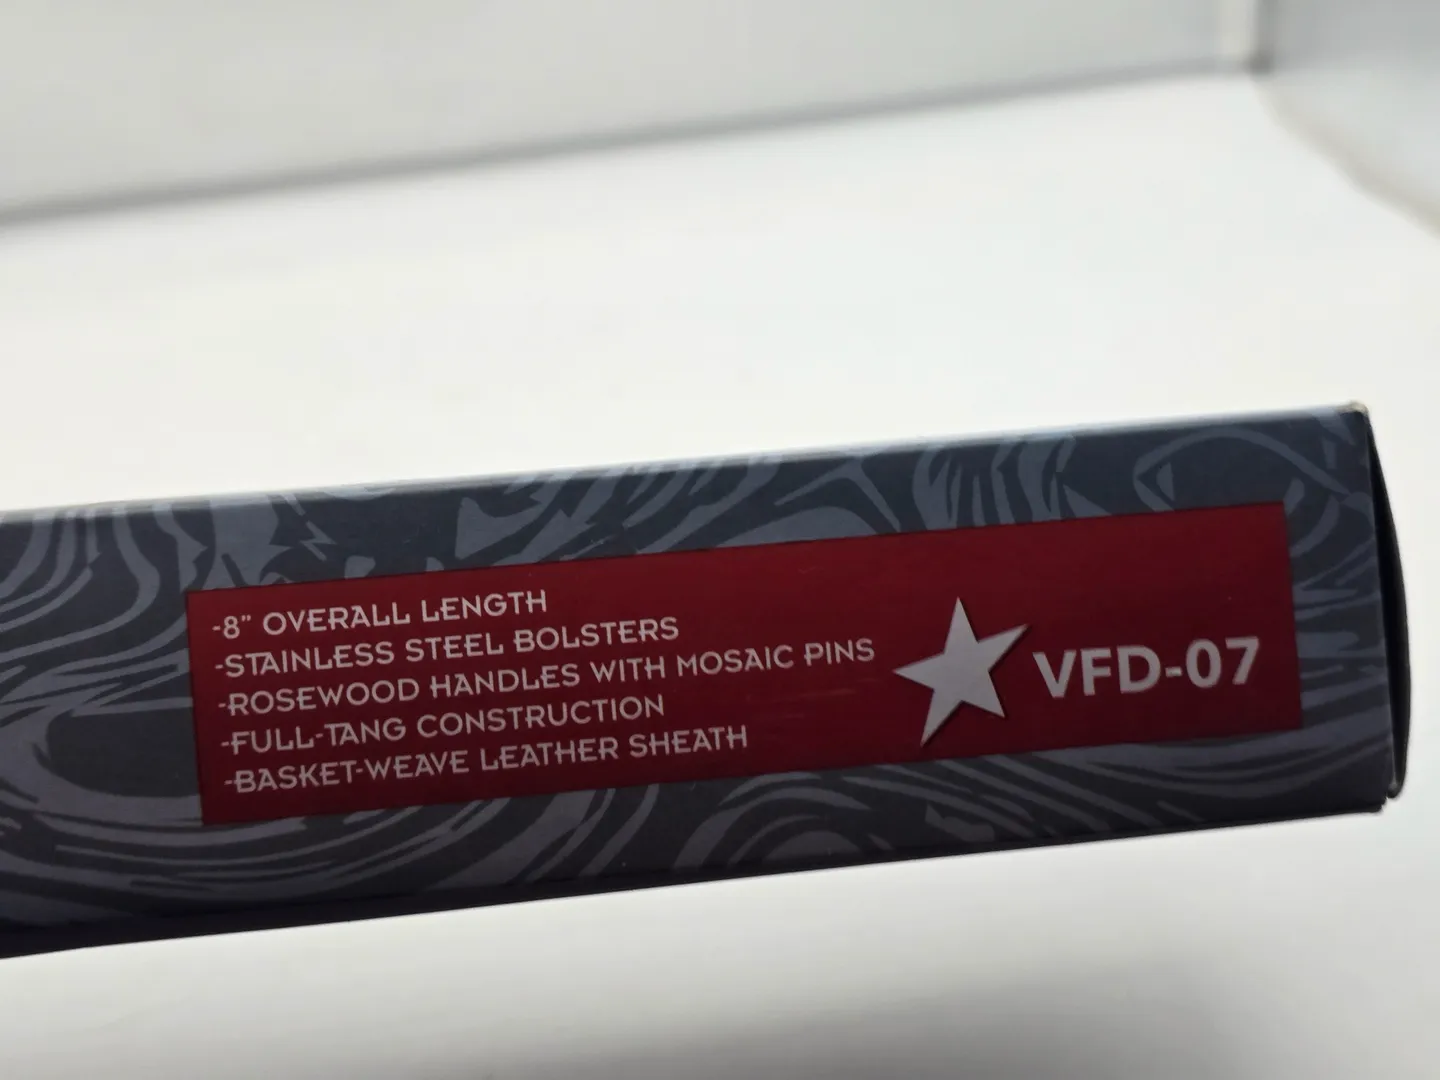 -8" OVERALL LENGTH
-STAINLESS STEEL BOLSTERS
-ROSEWOOD HANDLES WITH MOSAIC PINS
-FULL-TANG CONSTRUCTION
-BASKET-WEAVE LEATHER SHEATH
VFD-07